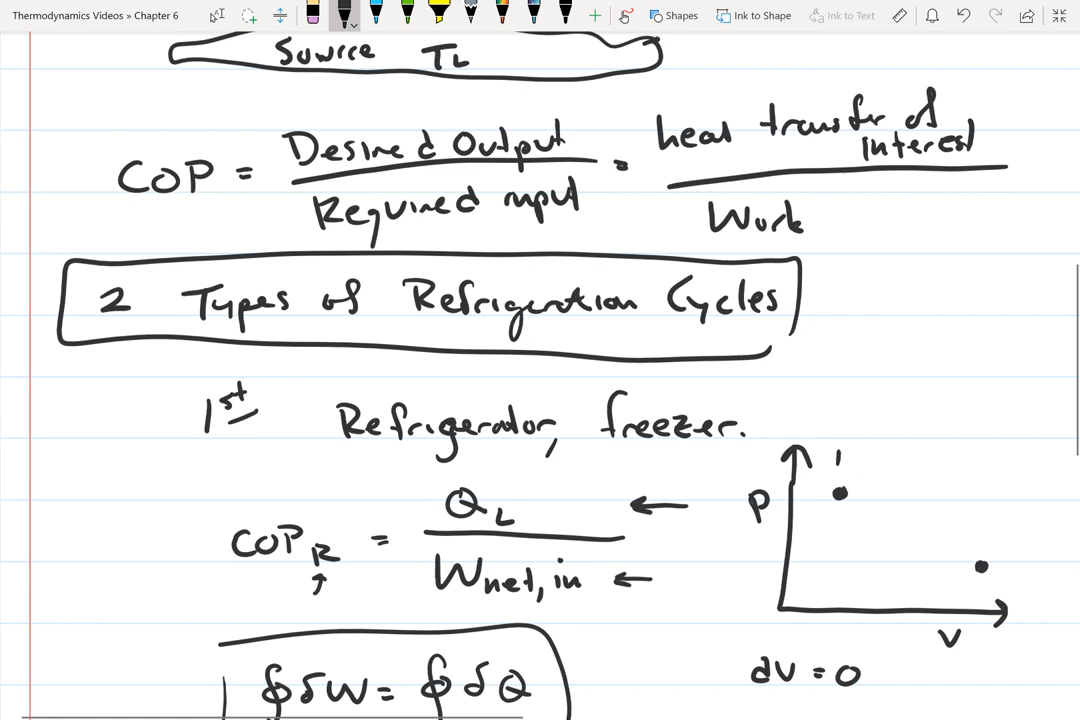 Thermodynamics Videos » Chapter 6
Shapes
Ink to Shape
Ink to Text
Source TL
COP = Desired Output / Required input = heat transfer of interest / Work
2 Types of Refrigeration Cycles
1st Refrigerator, freezer.
COPR = QL / Wnet, in
P
1
V
∮δW = ∮δQ
dV = 0